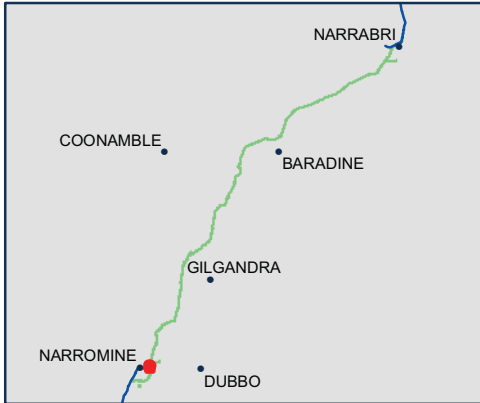 NARRABRI
COONAMBLE
BARADINE
GILGANDRA
NARROMINE
DUBBO